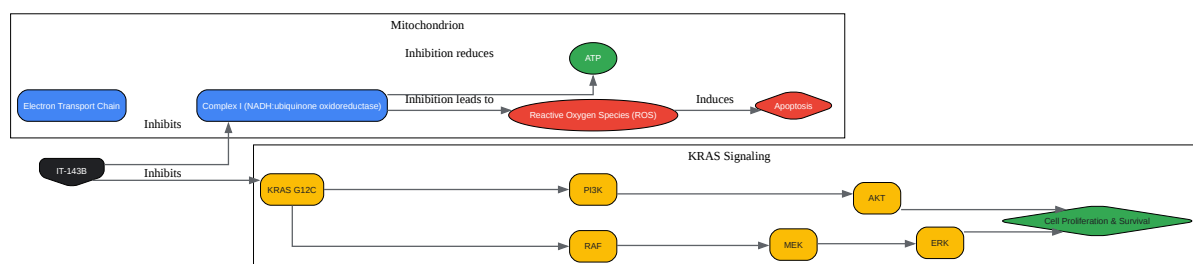 Mitochondrion
Inhibition reduces
ATP
Electron Transport Chain
Complex I (NADH:ubiquinone oxidoreductase)
Inhibition leads to
Reactive Oxygen Species (ROS)
Induces
Apoptosis
Inhibits
IT-143B
Inhibits
KRAS Signaling
KRAS G12C
PI3K
AKT
Cell Proliferation & Survival
RAF
MEK
ERK